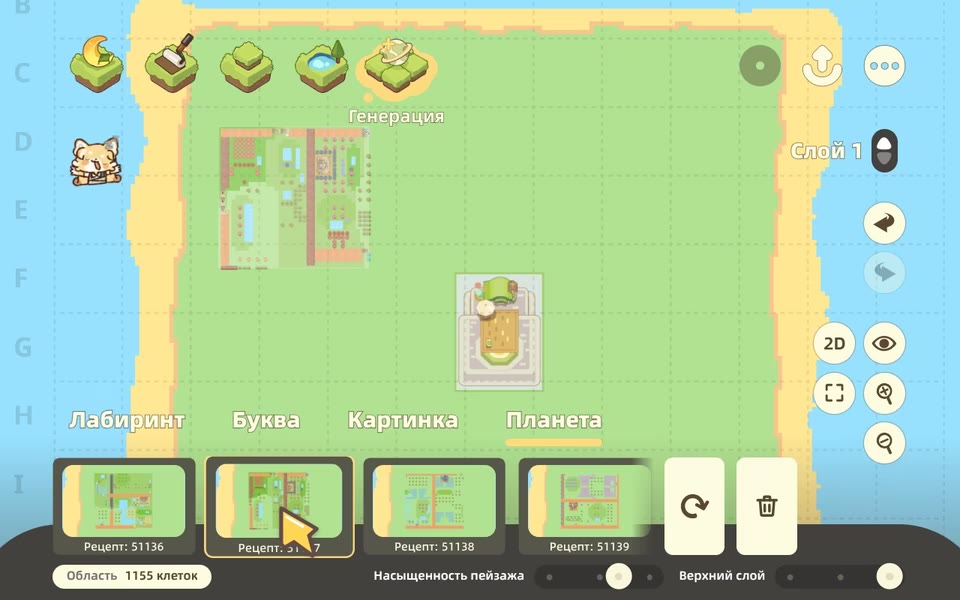 B
C
Генерация
D
Слой 1
E
F
G
2D
H
Лабиринт Буква Картинка Планета
I
Рецепт: 51136 Рецепт: 51138 Рецепт: 51139
Область 1155 клеток Насыщенность пейзажа Верхний слой